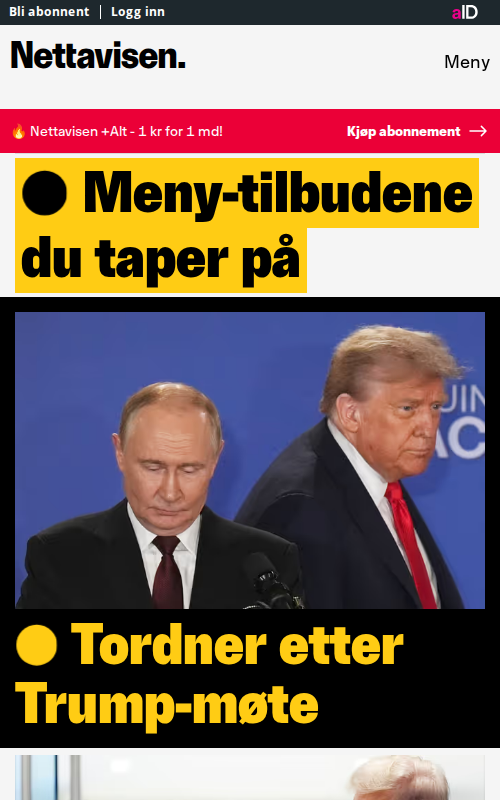 Bli abonnent | Logg inn
aID
Nettavisen.
Meny
🔥 Nettavisen +Alt - 1 kr for 1 md!
Kjøp abonnement →
Meny-tilbudene
du taper på
Tordner etter
Trump-møte